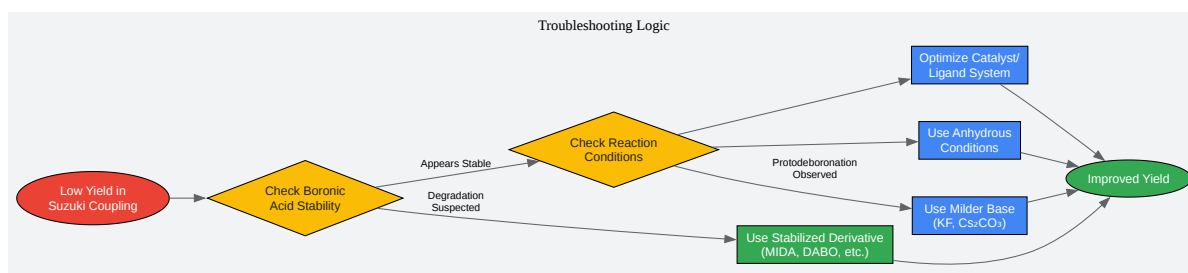 Troubleshooting Logic
Low Yield in
Suzuki Coupling
Check Boronic
Acid Stability
Appears Stable
Degradation
Suspected
Check Reaction
Conditions
Protodeboronation
Observed
Optimize Catalyst/
Ligand System
Use Anhydrous
Conditions
Use Milder Base
(KF, Cs₂CO₃)
Use Stabilized Derivative
(MIDA, DABO, etc.)
Improved Yield